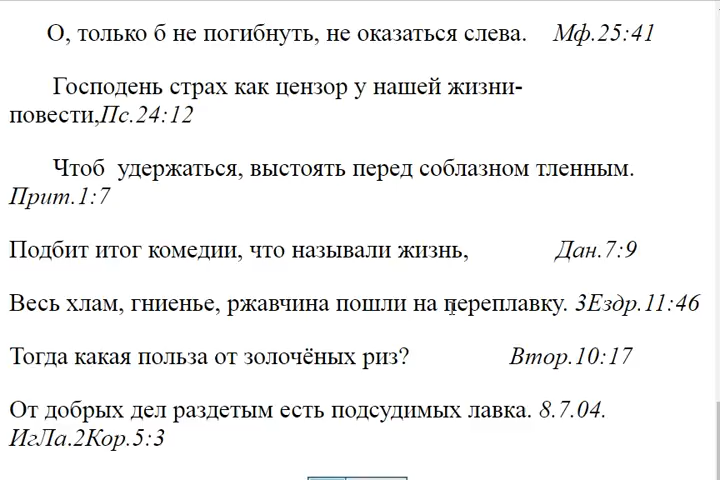 О, только б не погибнуть, не оказаться слева. Мф.25:41
Господень страх как цензор у нашей жизни-
повести,Пс.24:12
Чтоб удержаться, выстоять перед соблазном тленным.
Прит.1:7
Подбит итог комедии, что называли жизнь, Дан.7:9
Весь хлам, гниенье, ржавчина пошли на переплавку. 3Ездр.11:46
Тогда какая польза от золочёных риз? Втор.10:17
От добрых дел раздетым есть подсудимых лавка. 8.7.04.
ИгЛа.2Кор.5:3